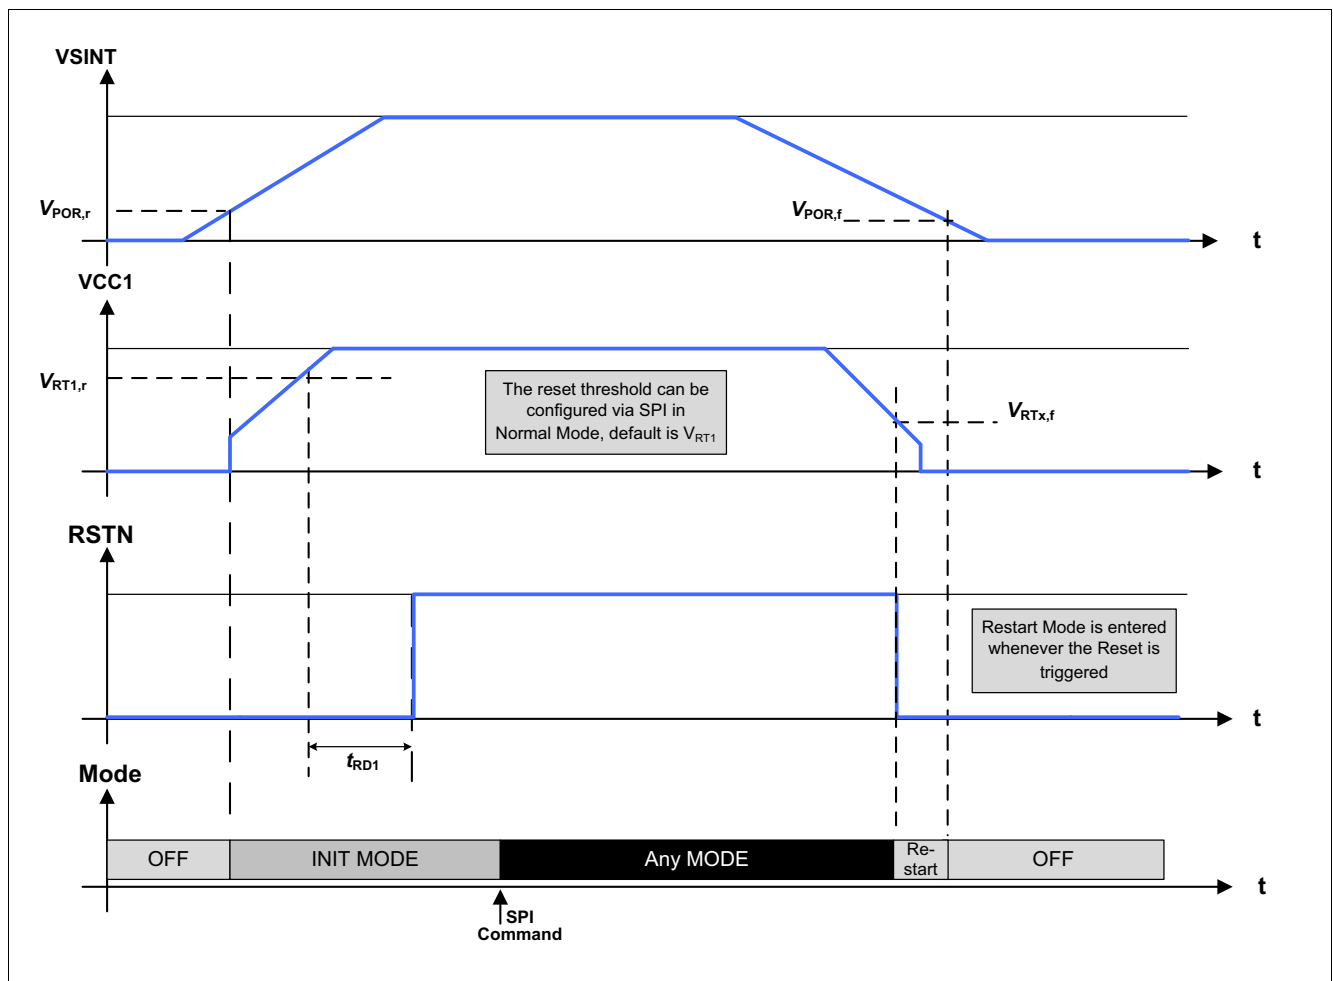 VSINT
VPOR,r
VPOR,f
t
VCC1
VRT1,r
The reset threshold can be
configured via SPI in
Normal Mode, default is VRT1
VRTx,f
t
RSTN
Restart Mode is entered
whenever the Reset is
triggered
t
tRD1
Mode
OFF
INIT MODE
Any MODE
Re-
start
OFF
t
SPI
Command